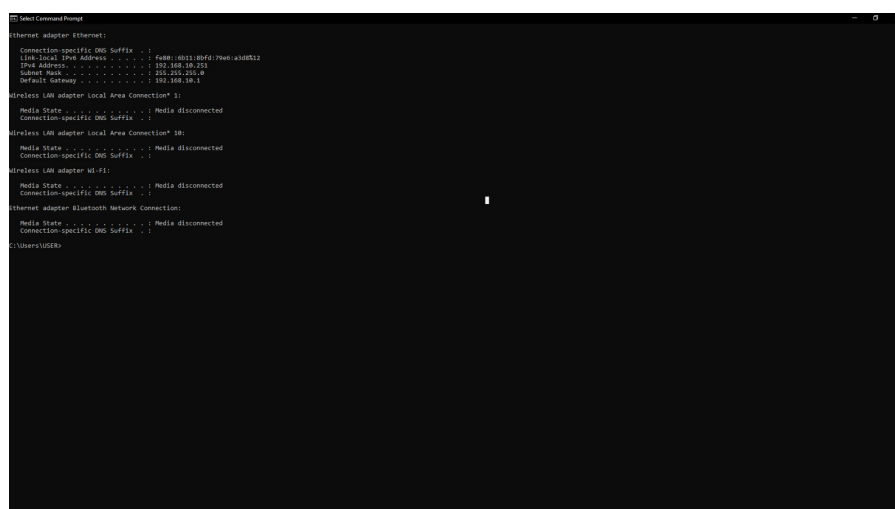 Select Command Prompt
Ethernet adapter Ethernet:
Connection-specific DNS Suffix . :
Link-local IPv6 Address . . . . . : fe80::6b11:8bfd:79e6:a3d8%12
IPv4 Address. . . . . . . . . . . : 192.168.10.251
Subnet Mask . . . . . . . . . . . : 255.255.255.0
Default Gateway . . . . . . . . . : 192.168.10.1
Wireless LAN adapter Local Area Connection* 1:
Media State . . . . . . . . . . . : Media disconnected
Connection-specific DNS Suffix . :
Wireless LAN adapter Local Area Connection* 10:
Media State . . . . . . . . . . . : Media disconnected
Connection-specific DNS Suffix . :
Wireless LAN adapter Wi-Fi:
Media State . . . . . . . . . . . : Media disconnected
Connection-specific DNS Suffix . :
Ethernet adapter Bluetooth Network Connection:
Media State . . . . . . . . . . . : Media disconnected
Connection-specific DNS Suffix . :
C:\Users\USER>